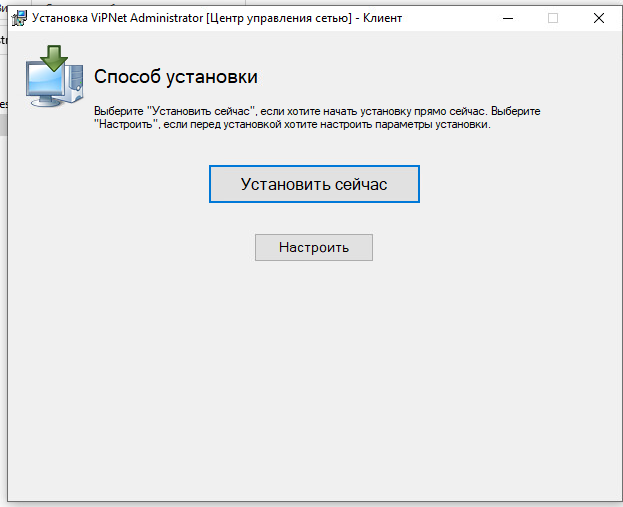 Установка ViPNet Administrator [Центр управления сетью] - Клиент
Способ установки
Выберите "Установить сейчас", если хотите начать установку прямо сейчас. Выберите
"Настроить", если перед установкой хотите настроить параметры установки.
Установить сейчас
Настроить